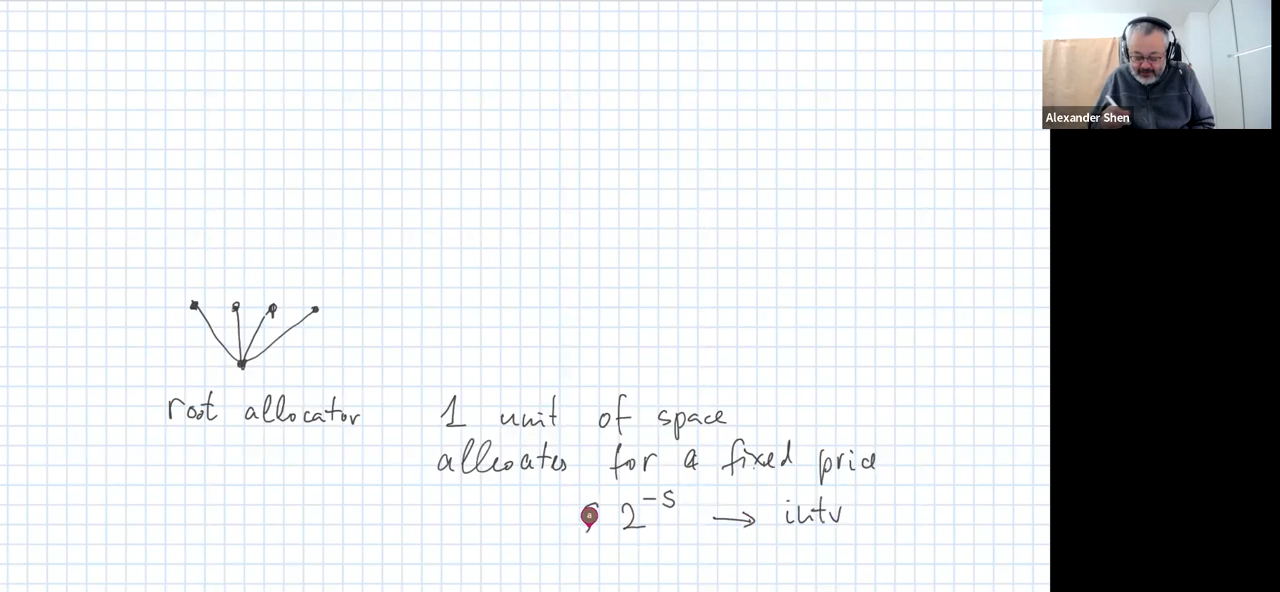 Alexander Shen
root allocator
1 unit of space
allocates for a fixed price
2^-s → intv